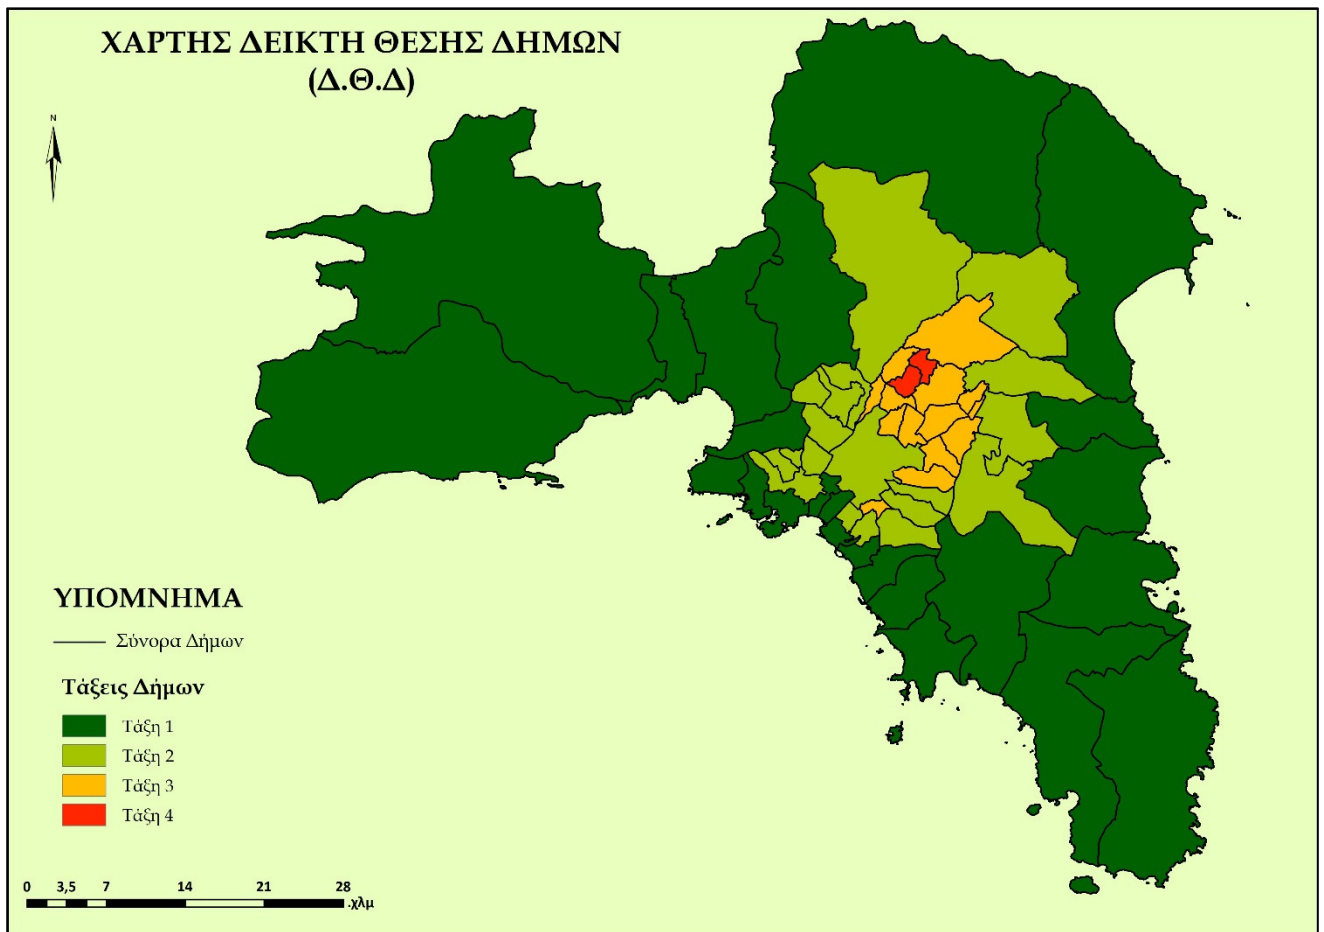 ΧΑΡΤΗΣ ΔΕΙΚΤΗ ΘΕΣΗΣ ΔΗΜΩΝ
(Δ.Θ.Δ)
N
ΥΠΟΜΝΗΜΑ
Σύνορα Δήμων
Τάξεις Δήμων
Τάξη 1
Τάξη 2
Τάξη 3
Τάξη 4
0 3,5 7 14 21 28
.χλμ